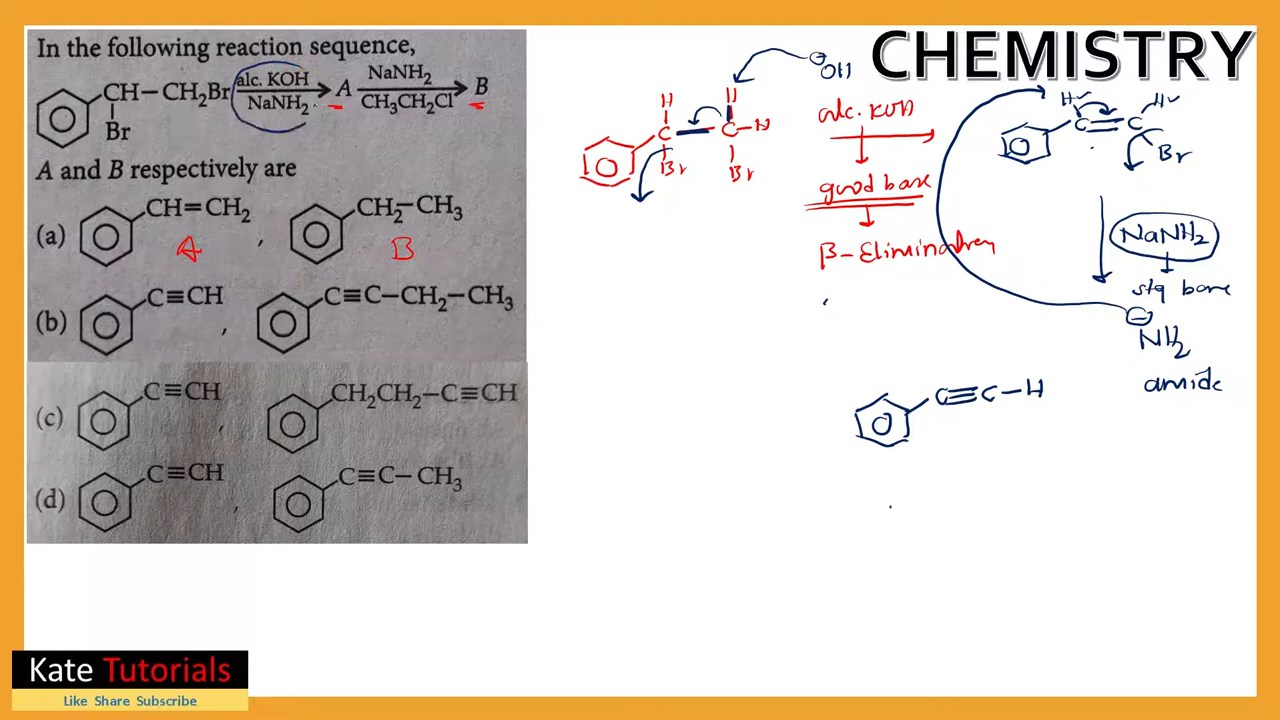 In the following reaction sequence,
CH–CH₂Br alc. KOH NaNH₂ A NaNH₂ CH₃CH₂Cl B
Br
A and B respectively are
(a) CH=CH₂ , CH₂–CH₃
A B
(b) C≡CH , C≡C–CH₂–CH₃
(c) C≡CH , CH₂CH₂–C≡CH
(d) C≡CH , C≡C–CH₃
CHEMISTRY
OH
H H
C C–H
Br Br
alc. KOH
good base
β-Elimination
H H
C C
Br
NaNH₂
stg base
NH₂
amide
C≡C–H
Kate Tutorials
Like Share Subscribe